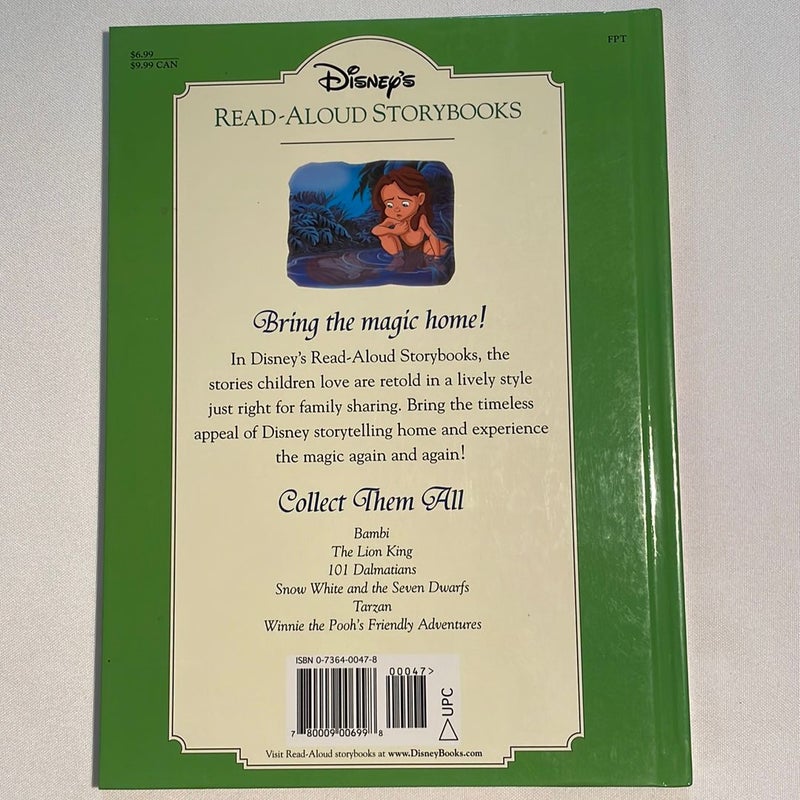 $6.99
$9.99 CAN
FPT
Disney's
READ-ALOUD STORYBOOKS
Bring the magic home!
In Disney's Read-Aloud Storybooks, the
stories children love are retold in a lively style
just right for family sharing. Bring the timeless
appeal of Disney storytelling home and experience
the magic again and again!
Collect Them All
Bambi
The Lion King
101 Dalmatians
Snow White and the Seven Dwarfs
Tarzan
Winnie the Pooh's Friendly Adventures
ISBN 0-7364-0047-8
00047>
7 80009 00699 8
UPC
Visit Read-Aloud storybooks at www.DisneyBooks.com